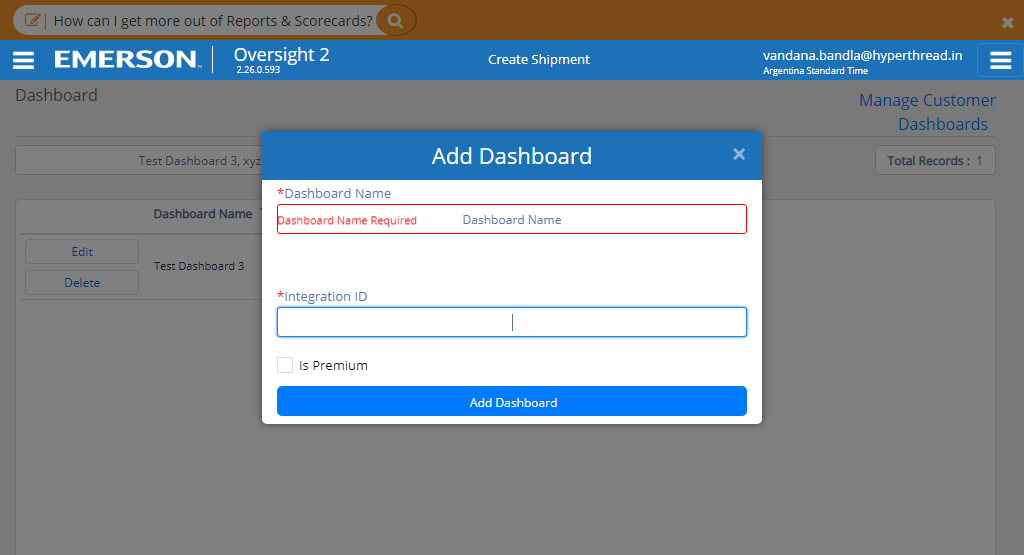 How can I get more out of Reports & Scorecards?
EMERSON™
Oversight 2
2.26.0.593
Create Shipment
vandana.bandla@hyperthread.in
Argentina Standard Time
Dashboard
Manage Customer
Dashboards
Test Dashboard 3, xyz
Total Records : 1
Dashboard Name
Edit
Delete
Test Dashboard 3
Add Dashboard
×
*Dashboard Name
Dashboard Name Required
Dashboard Name
*Integration ID
Is Premium
Add Dashboard